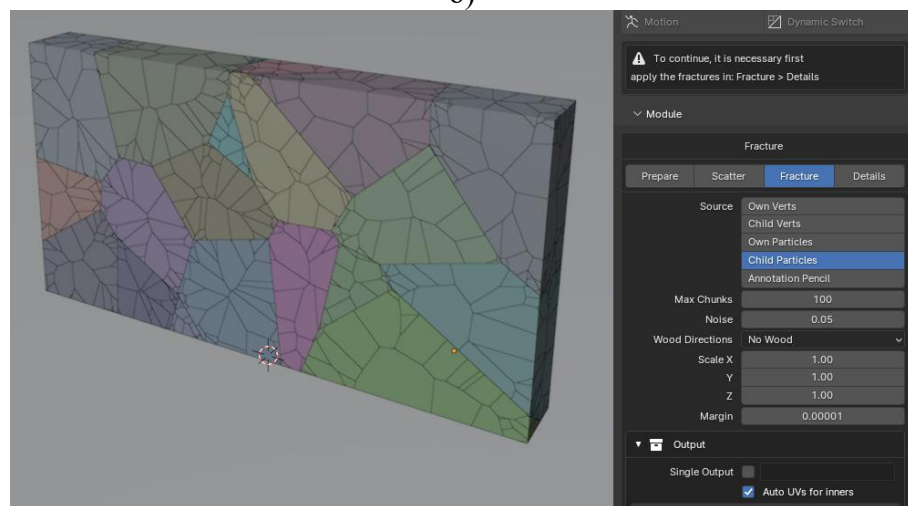 б)
Motion
Dynamic Switch
To continue, it is necessary first
apply the fractures in: Fracture > Details
Module
Fracture
Prepare Scatter Fracture Details
Source Own Verts
Child Verts
Own Particles
Child Particles
Annotation Pencil
Max Chunks 100
Noise 0.05
Wood Directions No Wood
Scale X 1.00
Y 1.00
Z 1.00
Margin 0.00001
Output
Single Output
Auto UVs for inners